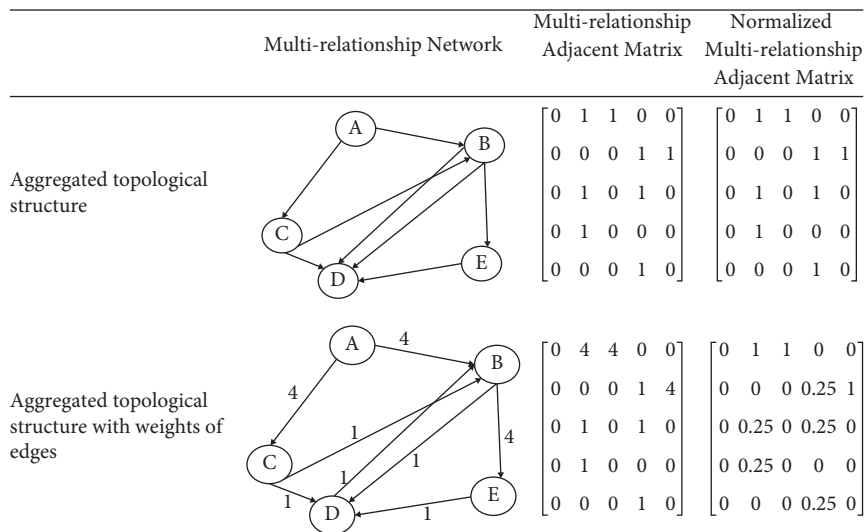 Multi-relationship Network
Multi-relationship
Adjacent Matrix
Normalized
Multi-relationship
Adjacent Matrix
Aggregated topological
structure
A
B
C
D
E
0 1 1 0 0
0 0 0 1 1
0 1 0 1 0
0 1 0 0 0
0 0 0 1 0
0 1 1 0 0
0 0 0 1 1
0 1 0 1 0
0 1 0 0 0
0 0 0 1 0
Aggregated topological
structure with weights of
edges
A
4
B
4
1
4
C
1
1
1
D
1
E
0 4 4 0 0
0 0 0 1 4
0 1 0 1 0
0 1 0 0 0
0 0 0 1 0
0 1 1 0 0
0 0 0 0.25 1
0 0.25 0 0.25 0
0 0.25 0 0 0
0 0 0 0.25 0